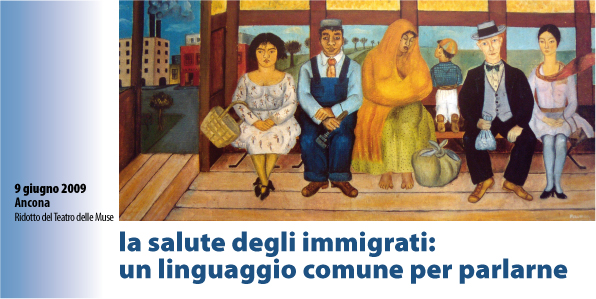 9 giugno 2009
Ancona
Ridotto del Teatro delle Muse
la salute degli immigrati:
un linguaggio comune per parlarne